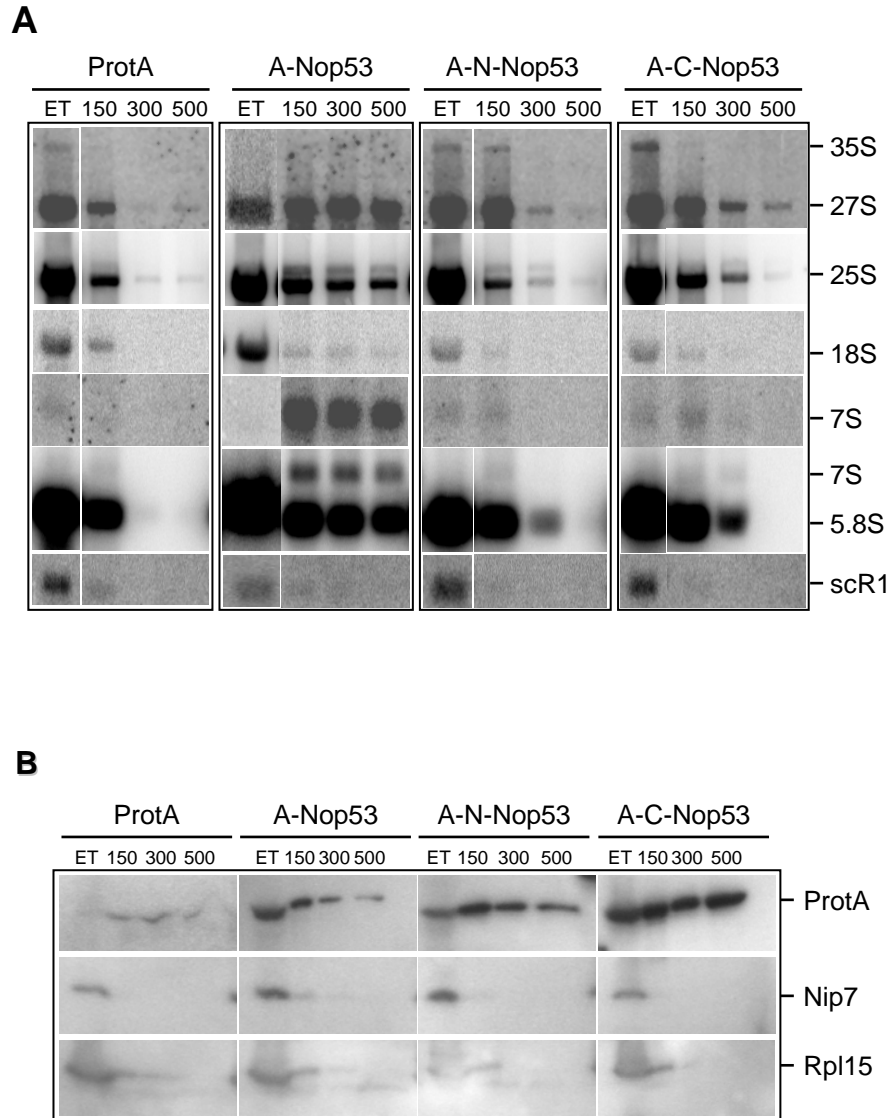 A
ProtA A-Nop53 A-N-Nop53 A-C-Nop53
ET 150 300 500 ET 150 300 500 ET 150 300 500 ET 150 300 500
35S
27S
25S
18S
7S
7S
5.8S
scR1
B
ProtA A-Nop53 A-N-Nop53 A-C-Nop53
ET 150 300 500 ET 150 300 500 ET 150 300 500 ET 150 300 500
ProtA
Nip7
Rpl15